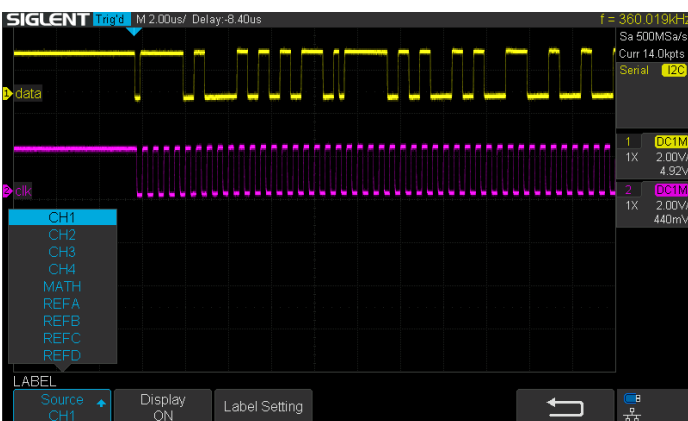 SIGLENT Trig'd M 2.00us/ Delay:-8.40us f = 360.019kHz
Sa 500MSa/s
Curr 14.0kpts
Serial I2C
1 data
1 DC1M
1X 2.00V/
4.92V
2 clk
2 DC1M
1X 2.00V/
440mV
CH1
CH2
CH3
CH4
MATH
REFA
REFB
REFC
REFD
LABEL
Source CH1
Display ON
Label Setting
B